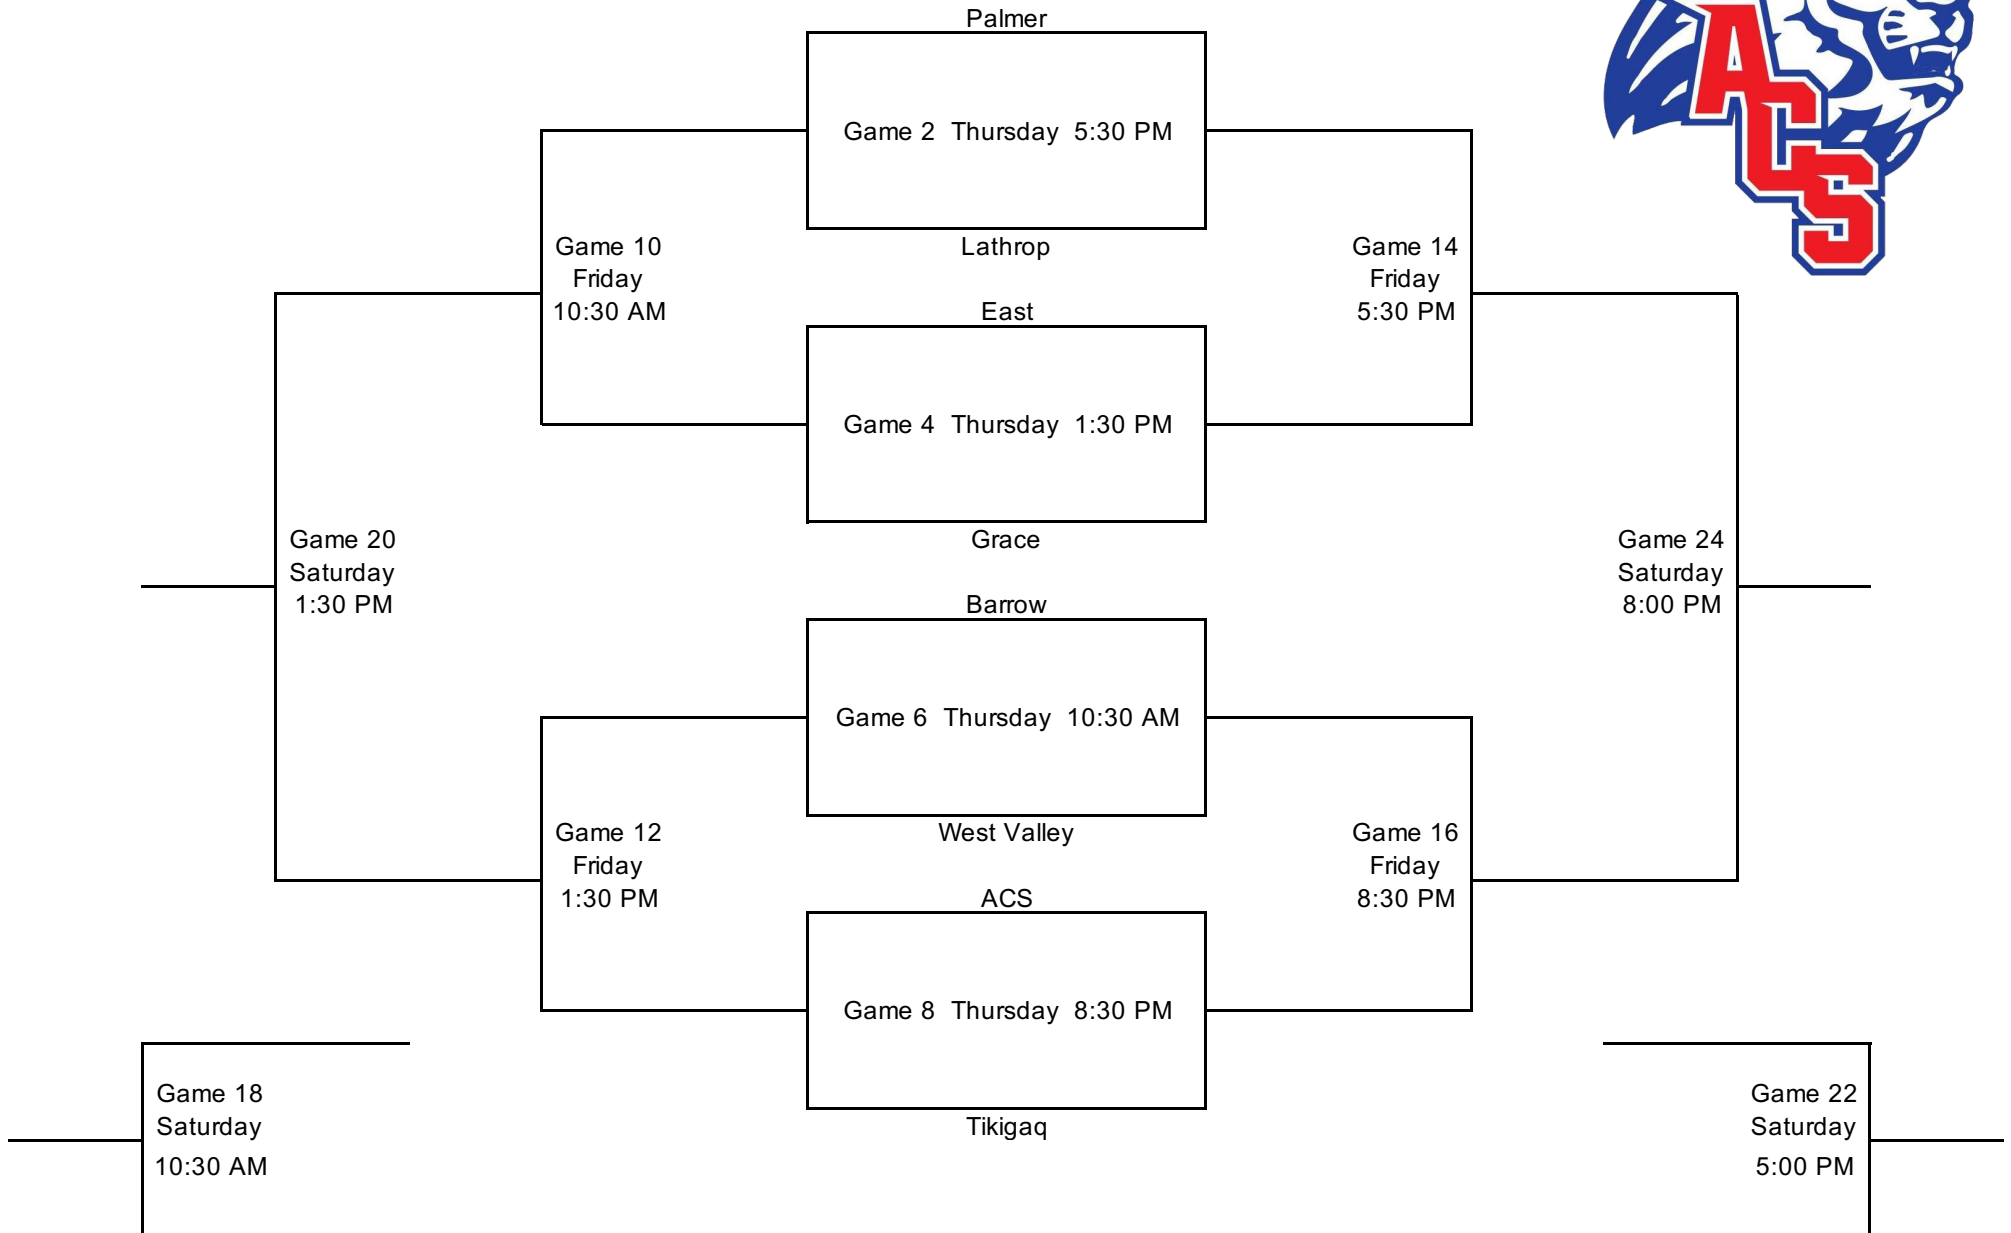 Palmer
ACS
Game 2 Thursday 5:30 PM
Game 10
Friday
10:30 AM
Lathrop
Game 14
Friday
5:30 PM
East
Game 4 Thursday 1:30 PM
Game 20
Saturday
1:30 PM
Grace
Game 24
Saturday
8:00 PM
Barrow
Game 6 Thursday 10:30 AM
Game 12
Friday
1:30 PM
West Valley
Game 16
Friday
8:30 PM
ACS
Game 8 Thursday 8:30 PM
Game 18
Saturday
10:30 AM
Tikigaq
Game 22
Saturday
5:00 PM